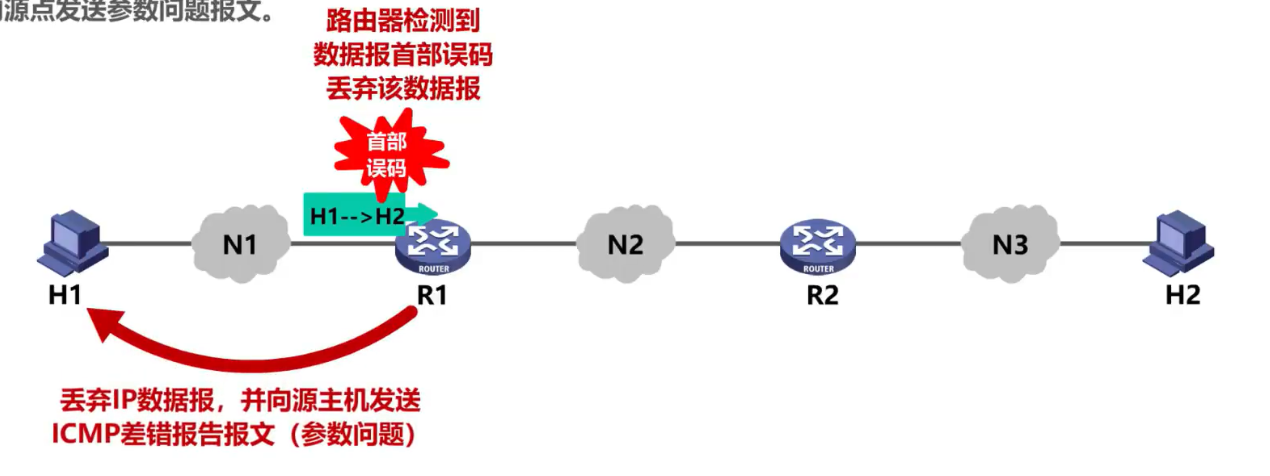 源点发送参数问题报文。
路由器检测到
数据报首部误码
丢弃该数据报
首部
误码
H1-->H2
N1
N2
N3
ROUTER
ROUTER
H1
R1
R2
H2
丢弃IP数据报，并向源主机发送
ICMP差错报告报文（参数问题）